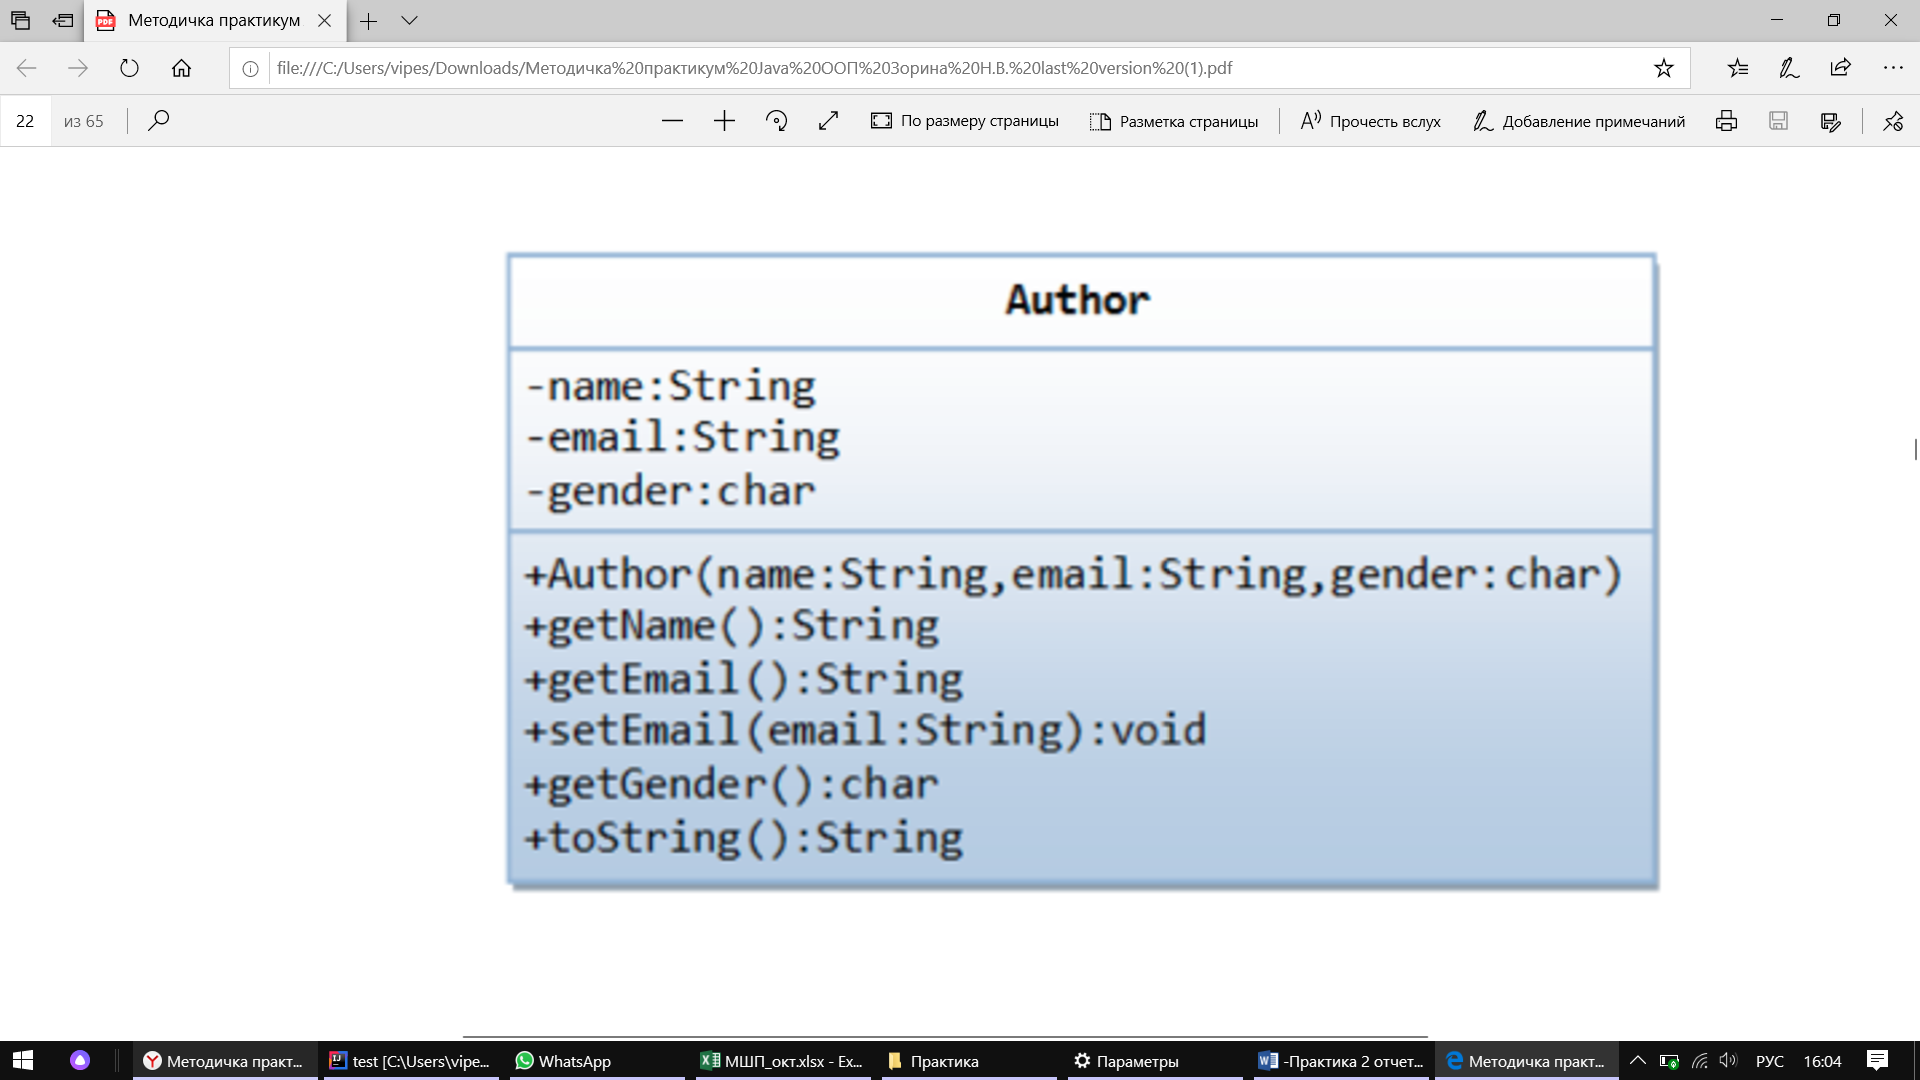 Методичка практикум
file:///C:/Users/vipes/Downloads/Методичка%20практикум%20Java%20ООП%20Зорина%20Н.В.%20last%20version%20(1).pdf
22 из 65 По размеру страницы Разметка страницы Прочесть вслух Добавление примечаний
Author
-name:String
-email:String
-gender:char
+Author(name:String,email:String,gender:char)
+getName():String
+getEmail():String
+setEmail(email:String):void
+getGender():char
+toString():String
Методичка практ... test [C:\Users\vipe... WhatsApp МШП_окт.xlsx - Ex... Практика Параметры -Практика 2 отчет... Методичка практ... РУС 16:04